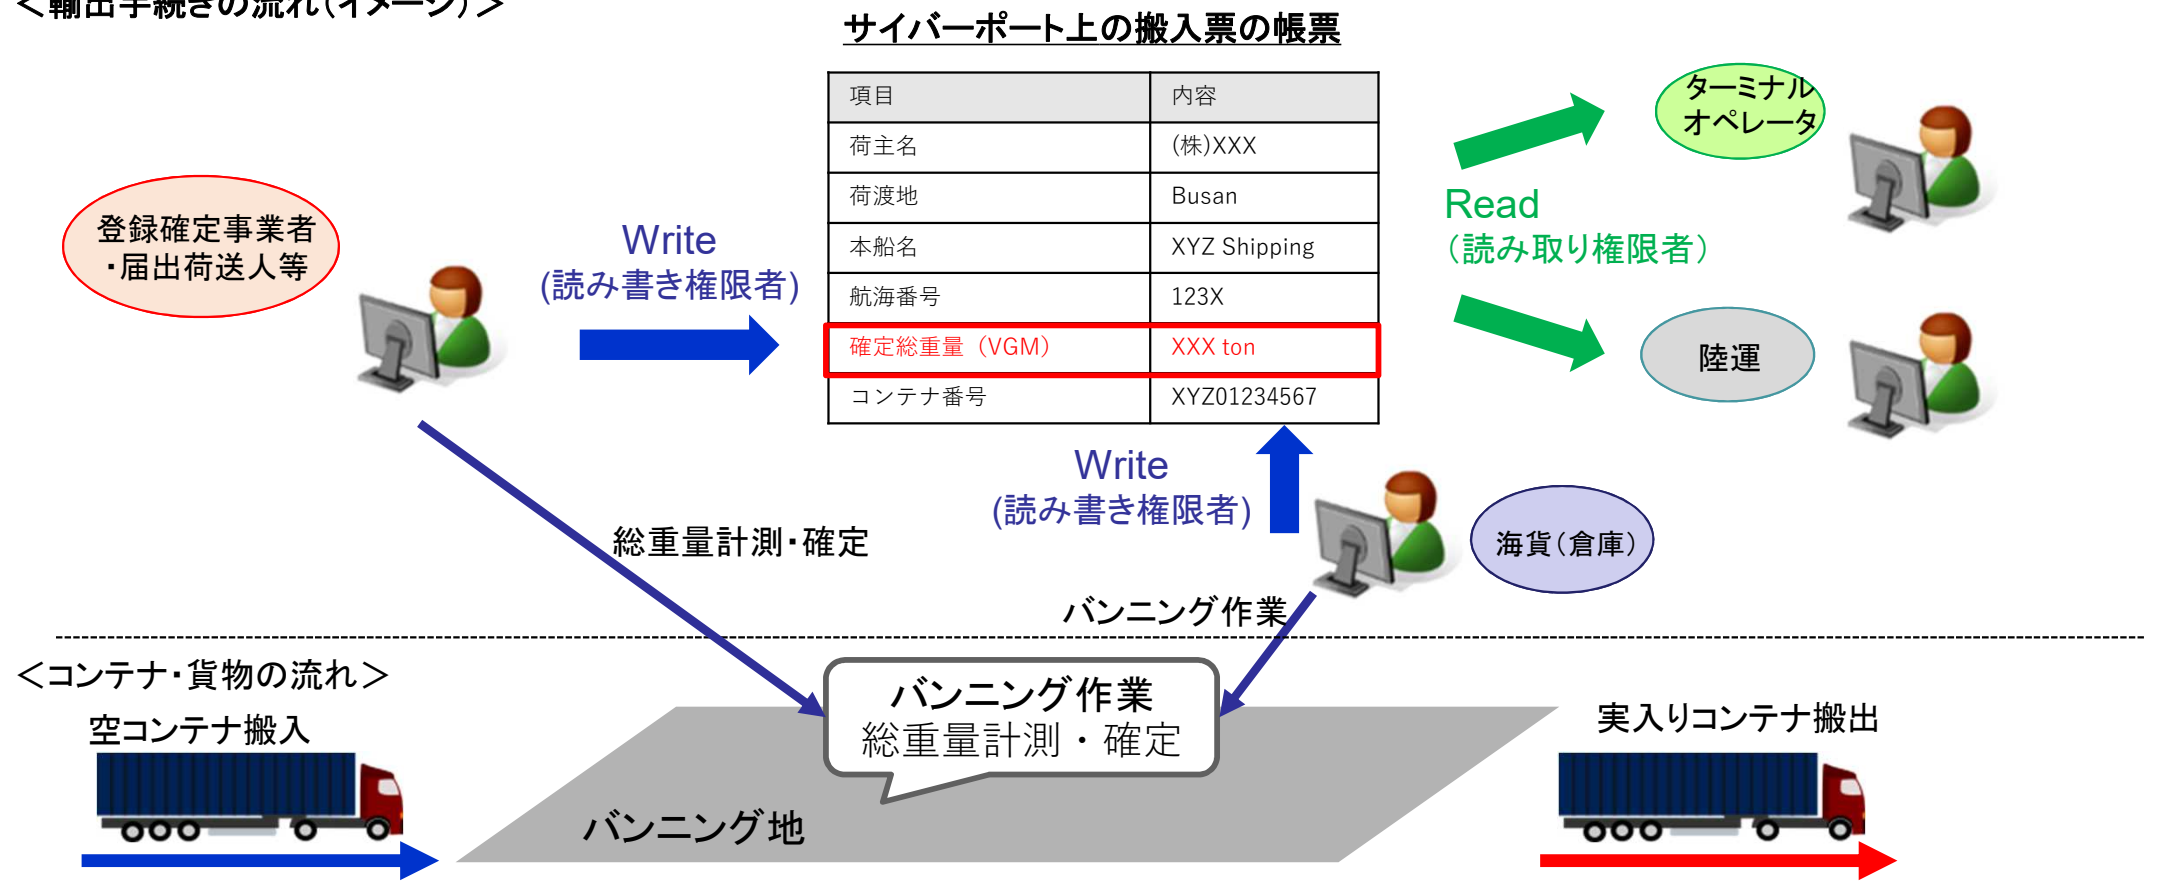 ＜輸出手続きの流れ（イメージ）＞
サイバーポート上の搬入票の帳票
項目 内容
荷主名 (株)XXX
荷渡地 Busan
本船名 XYZ Shipping
航海番号 123X
確定総重量（VGM） XXX ton
コンテナ番号 XYZ01234567
登録確定事業者
・届出荷送人等
Write
(読み書き権限者)
Read
（読み取り権限者）
ターミナル
オペレータ
陸運
Write
(読み書き権限者)
海貨（倉庫）
総重量計測・確定
バンニング作業
＜コンテナ・貨物の流れ＞
空コンテナ搬入
バンニング作業
総重量計測・確定
バンニング地
実入りコンテナ搬出